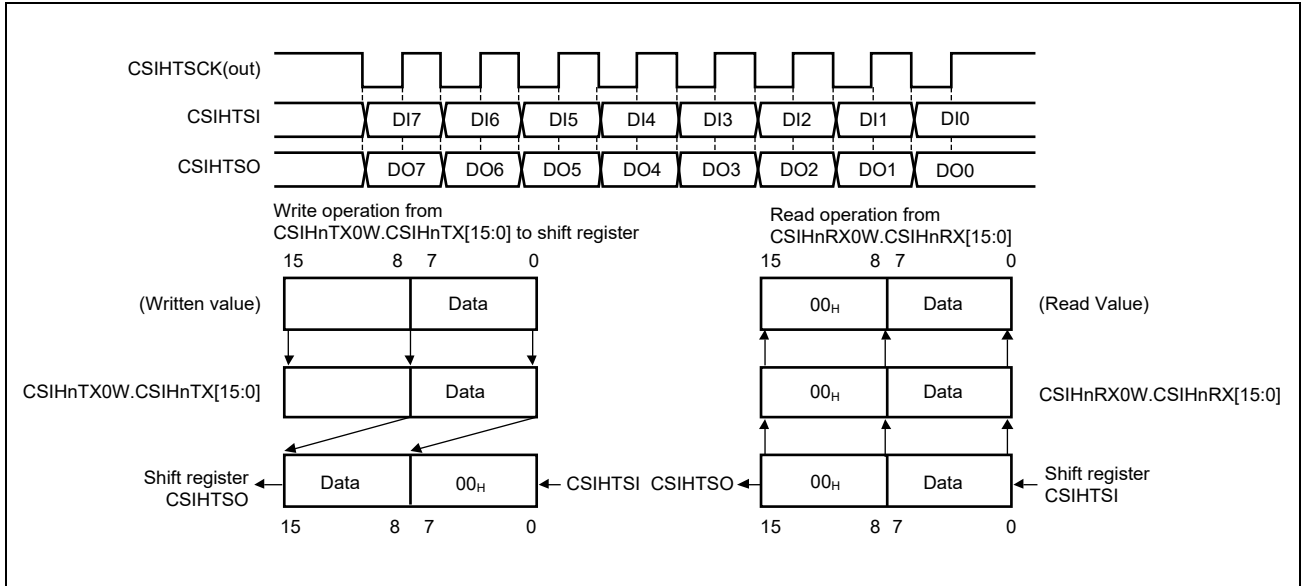 CSIHTSCK(out)
CSIHTSI DI7 DI6 DI5 DI4 DI3 DI2 DI1 DI0
CSIHTSO DO7 DO6 DO5 DO4 DO3 DO2 DO1 DO0
Write operation from
CSIHnTX0W.CSIHnTX[15:0] to shift register
15 8 7 0
(Written value) Data
CSIHnTX0W.CSIHnTX[15:0] Data
Shift register
CSIHTSO
Data 00H CSIHTSI
15 8 7 0
Read operation from
CSIHnRX0W.CSIHnRX[15:0]
15 8 7 0
00H Data (Read Value)
00H Data CSIHnRX0W.CSIHnRX[15:0]
CSIHTSO 00H Data
Shift register
CSIHTSI
15 8 7 0